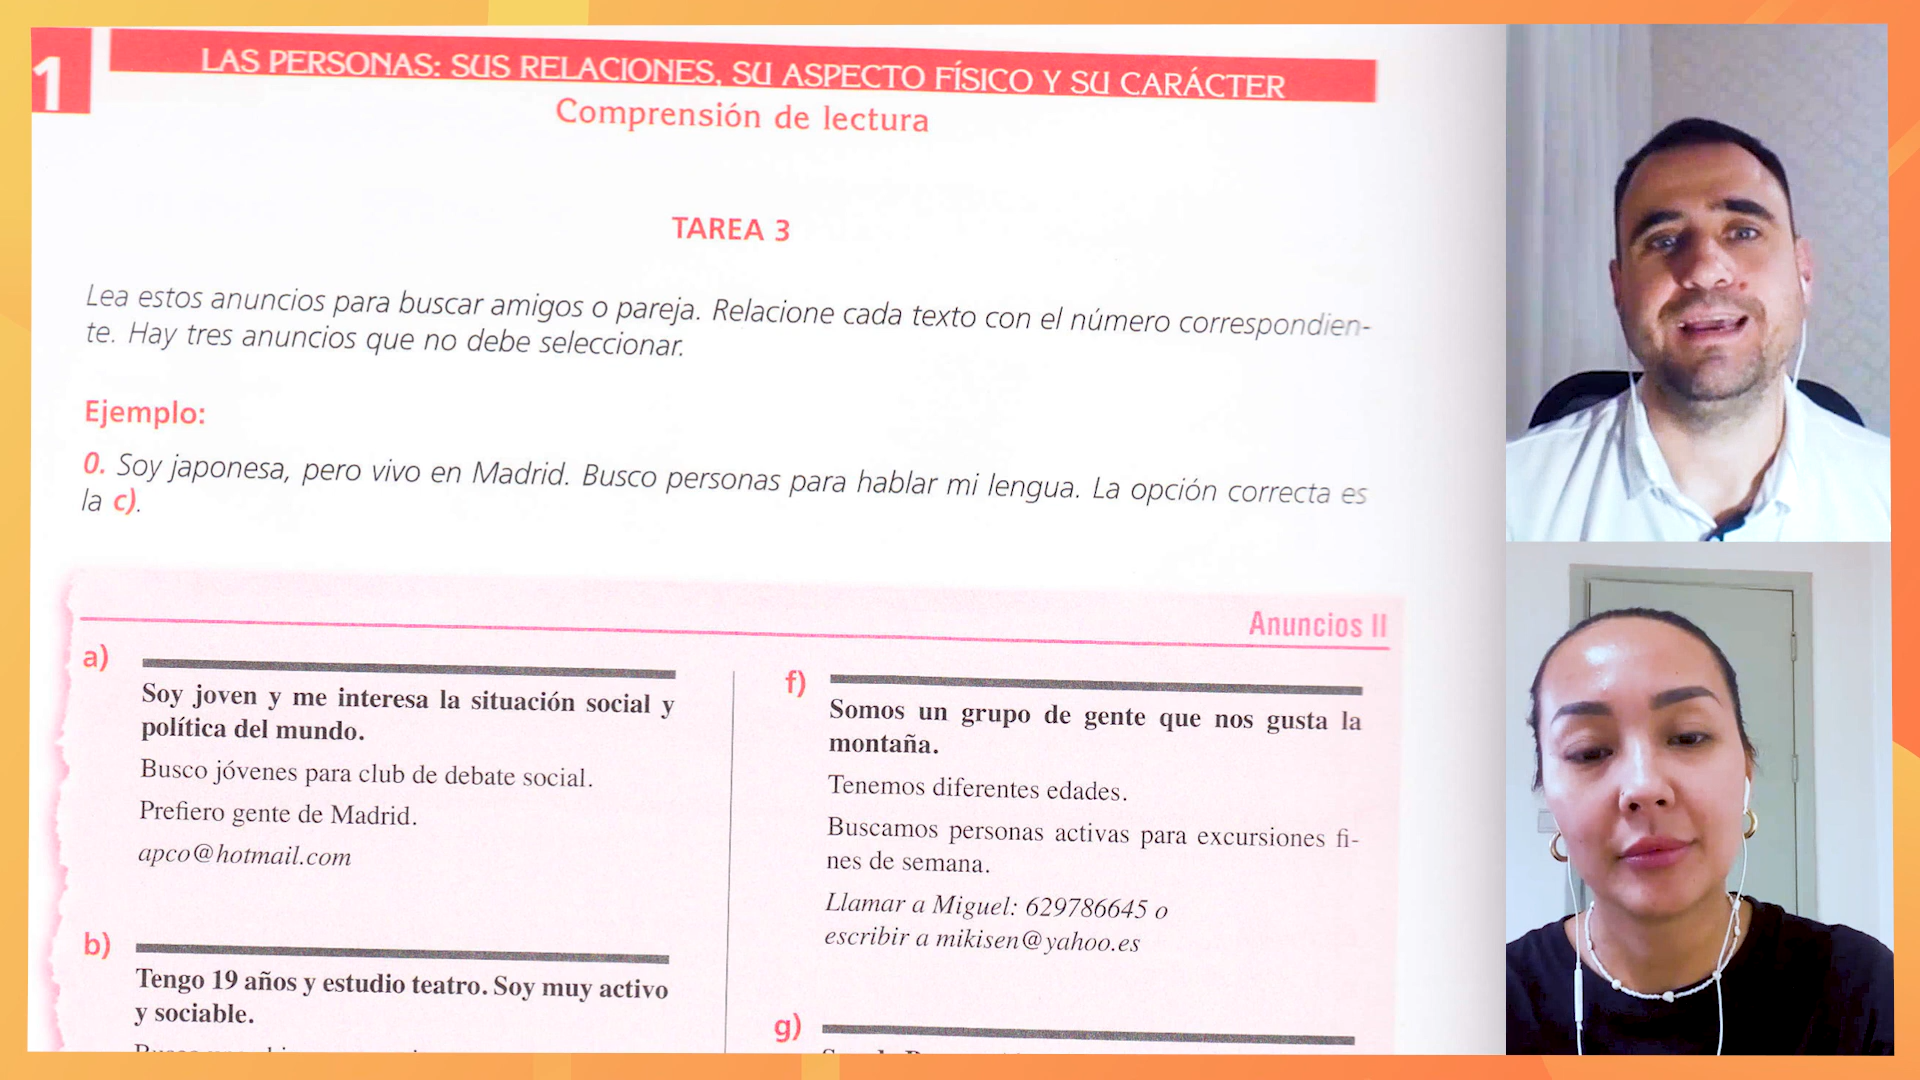 1
LAS PERSONAS: SUS RELACIONES, SU ASPECTO FÍSICO Y SU CARÁCTER
Comprensión de lectura
TAREA 3
Lea estos anuncios para buscar amigos o pareja. Relacione cada texto con el número correspondien-
te. Hay tres anuncios que no debe seleccionar.
Ejemplo:
0. Soy japonesa, pero vivo en Madrid. Busco personas para hablar mi lengua. La opción correcta es
la c).
Anuncios II
a)
Soy joven y me interesa la situación social y
política del mundo.
Busco jóvenes para club de debate social.
Prefiero gente de Madrid.
apco@hotmail.com
b)
Tengo 19 años y estudio teatro. Soy muy activo
y sociable.
f)
Somos un grupo de gente que nos gusta la
montaña.
Tenemos diferentes edades.
Buscamos personas activas para excursiones fi-
nes de semana.
Llamar a Miguel: 629786645 o
escribir a mikisen@yahoo.es
g)